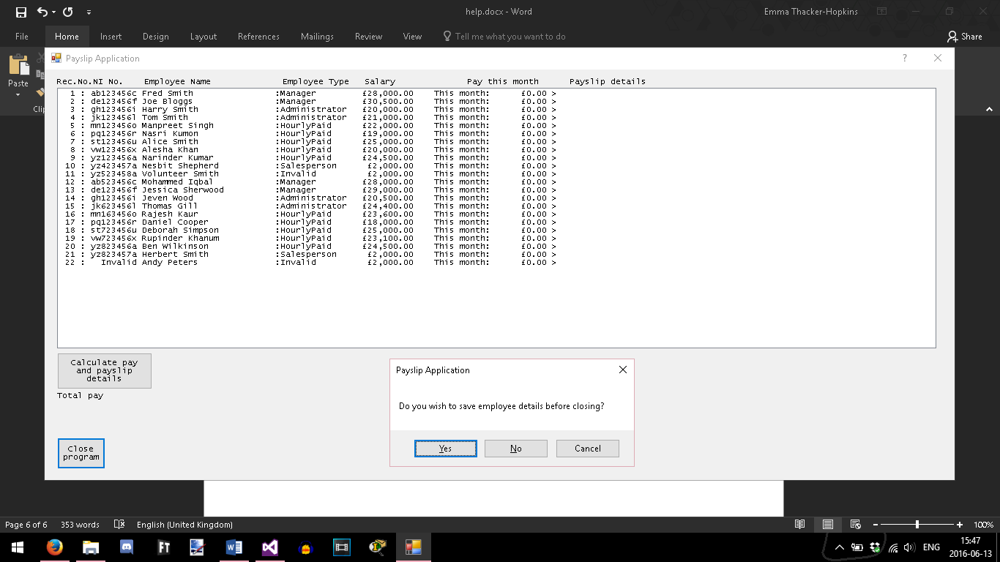 help.docx - Word
Emma Thacker-Hopkins
File Home Insert Design Layout References Mailings Review View Tell me what you want to do Share
Paste
Clip
Payslip Application ?
Rec.No.NI No. Employee Name Employee Type Salary Pay this month Payslip details
1 : ab123456c Fred Smith :Manager £28,000.00 This month: £0.00 >
2 : de123456f Joe Bloggs :Manager £30,500.00 This month: £0.00 >
3 : gh123456i Harry Smith :Administrator £20,000.00 This month: £0.00 >
4 : jk123456l Tom Smith :Administrator £21,000.00 This month: £0.00 >
5 : mn123456o Manpreet Singh :HourlyPaid £22,000.00 This month: £0.00 >
6 : pq123456r Nasri Kumon :HourlyPaid £19,000.00 This month: £0.00 >
7 : st123456u Alice Smith :HourlyPaid £25,000.00 This month: £0.00 >
8 : vw123456x Alesha Khan :HourlyPaid £20,000.00 This month: £0.00 >
9 : yz123456a Narinder Kumar :HourlyPaid £24,500.00 This month: £0.00 >
10 : yz423457a Nesbit Shepherd :Salesperson £2,000.00 This month: £0.00 >
11 : yz523458a Volunteer Smith :Invalid £2,000.00 This month: £0.00 >
12 : ab523456c Mohammed Iqbal :Manager £28,000.00 This month: £0.00 >
13 : de123456f Jessica Sherwood :Manager £29,000.00 This month: £0.00 >
14 : gh123456i Jeven Wood :Administrator £20,500.00 This month: £0.00 >
15 : jk623456l Thomas Gill :Administrator £24,400.00 This month: £0.00 >
16 : mn163456o Rajesh Kaur :HourlyPaid £23,600.00 This month: £0.00 >
17 : pq123456r Daniel Cooper :HourlyPaid £18,000.00 This month: £0.00 >
18 : st723456u Deborah Simpson :HourlyPaid £25,000.00 This month: £0.00 >
19 : vw723456x Rupinder Khanum :HourlyPaid £23,100.00 This month: £0.00 >
20 : yz823456a Ben Wilkinson :HourlyPaid £24,500.00 This month: £0.00 >
21 : yz823457a Herbert Smith :Salesperson £2,000.00 This month: £0.00 >
22 : Invalid Andy Peters :Invalid £2,000.00 This month: £0.00 >
Calculate pay
and payslip
details
Total pay
Close
program
Payslip Application
Do you wish to save employee details before closing?
Yes No Cancel
Page 6 of 6 353 words English (United Kingdom) 100%
FT
ENG
15:47
2016-06-13